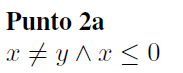 Punto 2a
x ≠ y ∧ x ≤ 0